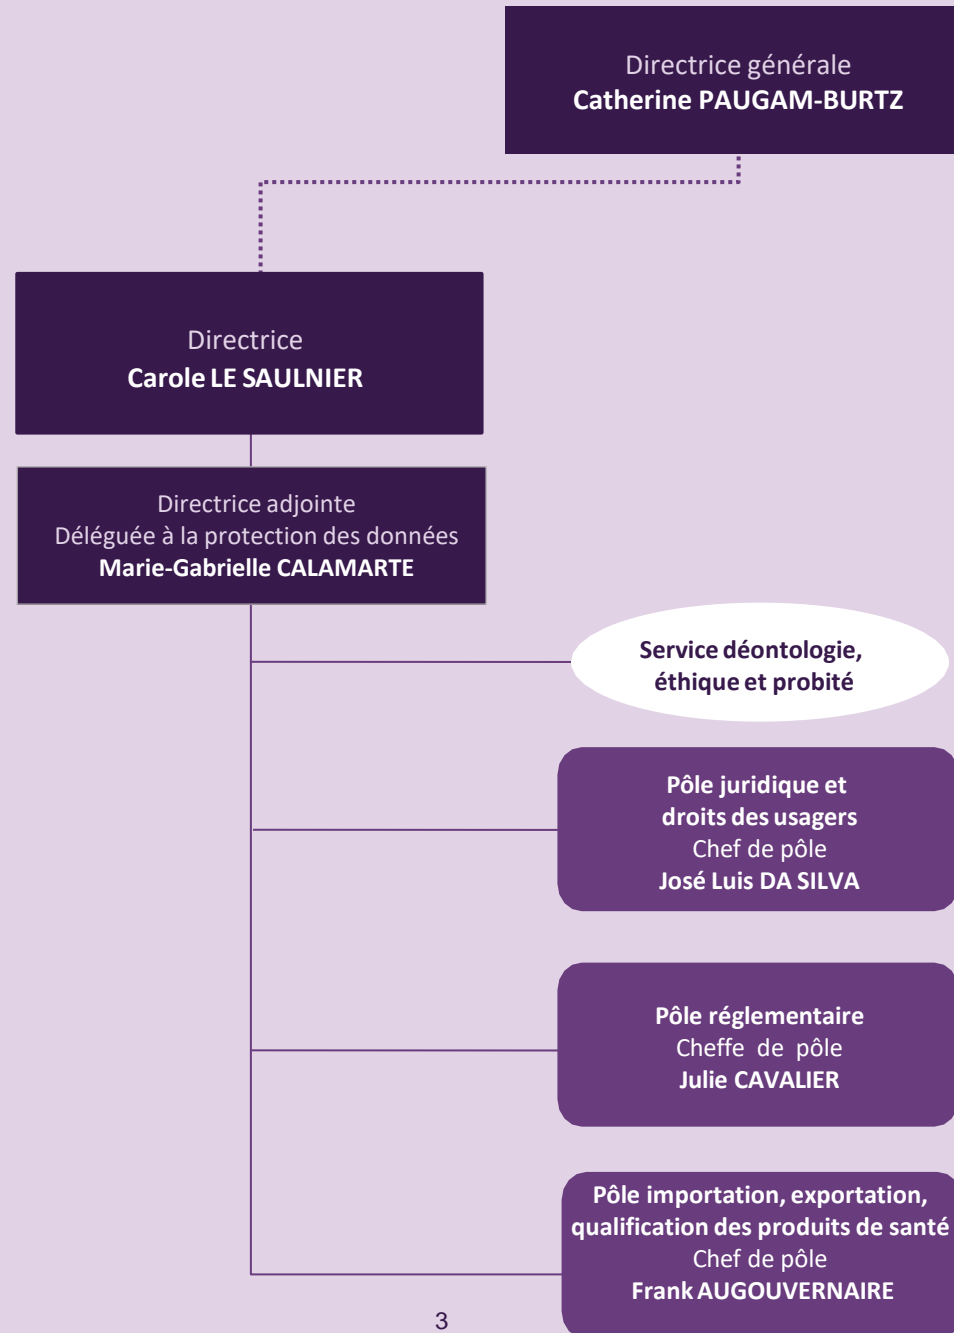 Directrice générale
Catherine PAUGAM-BURTZ
Directrice
Carole LE SAULNIER
Directrice adjointe
Déléguée à la protection des données
Marie-Gabrielle CALAMARTE
Service déontologie,
éthique et probité
Pôle juridique et
droits des usagers
Chef de pôle
José Luis DA SILVA
Pôle réglementaire
Cheffe de pôle
Julie CAVALIER
Pôle importation, exportation,
qualification des produits de santé
Chef de pôle
Frank AUGOUVERNAIRE
3